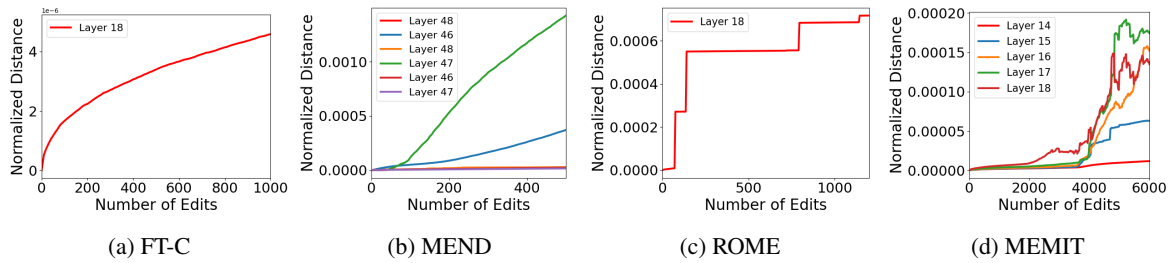 1e-6
Normalized Distance
4
2
0
Layer 18
0 200 400 600 800 1000
Number of Edits
(a) FT-C
Normalized Distance
0.0010
0.0005
0.0000
Layer 48
Layer 46
Layer 48
Layer 47
Layer 46
Layer 47
0 200 400
Number of Edits
(b) MEND
Normalized Distance
0.0006
0.0004
0.0002
0.0000
Layer 18
0 500 1000
Number of Edits
(c) ROME
Normalized Distance
0.00020
0.00015
0.00010
0.00005
0.00000
Layer 14
Layer 15
Layer 16
Layer 17
Layer 18
0 2000 4000 6000
Number of Edits
(d) MEMIT